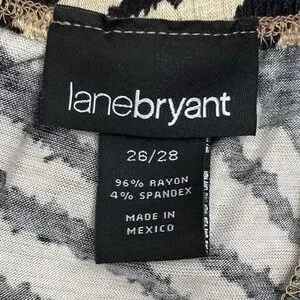 lanebryant
26/28
96% RAYON
4% SPANDEX
MADE IN
MEXICO